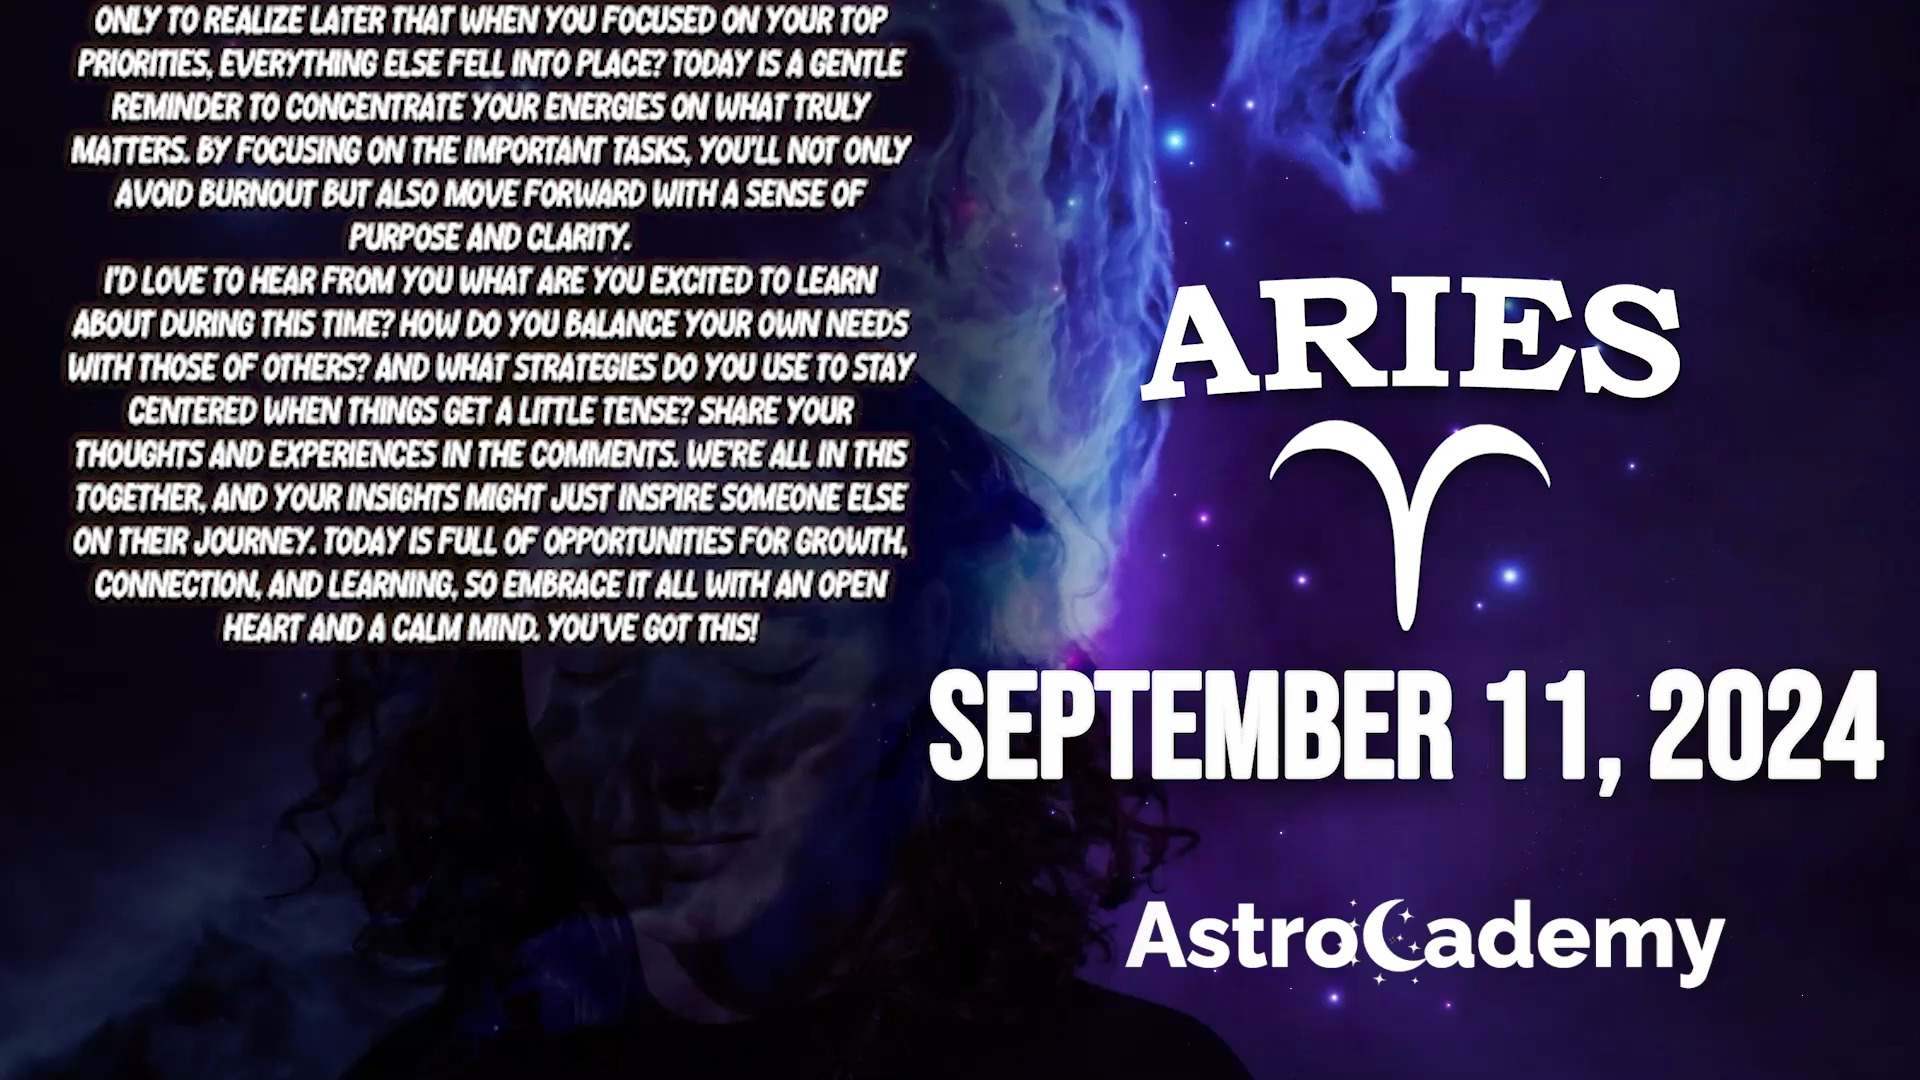 ONLY TO REALIZE LATER THAT WHEN YOU FOCUSED ON YOUR TOP
PRIORITIES, EVERYTHING ELSE FELL INTO PLACE? TODAY IS A GENTLE
REMINDER TO CONCENTRATE YOUR ENERGIES ON WHAT TRULY
MATTERS. BY FOCUSING ON THE IMPORTANT TASKS, YOU'LL NOT ONLY
AVOID BURNOUT BUT ALSO MOVE FORWARD WITH A SENSE OF
PURPOSE AND CLARITY.
I'D LOVE TO HEAR FROM YOU WHAT ARE YOU EXCITED TO LEARN
ABOUT DURING THIS TIME? HOW DO YOU BALANCE YOUR OWN NEEDS
WITH THOSE OF OTHERS? AND WHAT STRATEGIES DO YOU USE TO STAY
CENTERED WHEN THINGS GET A LITTLE TENSE? SHARE YOUR
THOUGHTS AND EXPERIENCES IN THE COMMENTS. WE'RE ALL IN THIS
TOGETHER, AND YOUR INSIGHTS MIGHT JUST INSPIRE SOMEONE ELSE
ON THEIR JOURNEY. TODAY IS FULL OF OPPORTUNITIES FOR GROWTH,
CONNECTION, AND LEARNING, SO EMBRACE IT ALL WITH AN OPEN
HEART AND A CALM MIND. YOU'VE GOT THIS!
ARIES
SEPTEMBER 11, 2024
AstroCademy